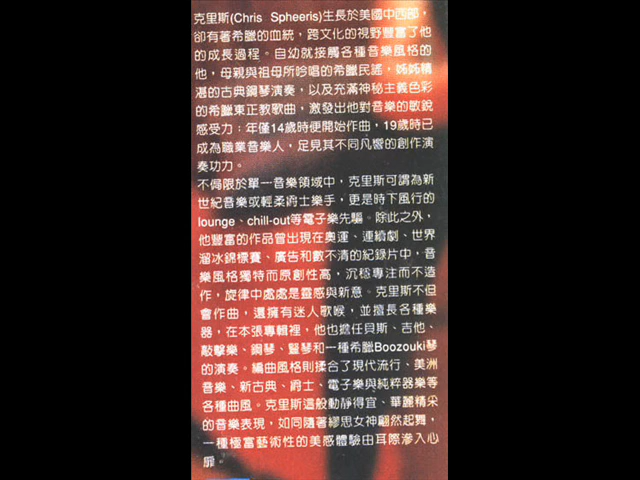 克里斯(Chris Spheeris)生長於美國中西部，
卻有著希臘的血統，跨文化的視野豐富了他
的成長過程。自幼就接觸各種音樂風格的
他，母親與祖母所吟唱的希臘民謠，姊姊精
湛的古典鋼琴演奏，以及充滿神秘主義色彩
的希臘東正教歌曲，激發出他對音樂的敏銳
感受力；年僅14歲時便開始作曲，19歲時已
成為職業音樂人，足見其不同凡響的創作演
奏功力。
不侷限於單一音樂領域中，克里斯可謂為新
世紀音樂或輕柔爵士樂手，更是時下風行的
lounge、chill-out等電子樂先驅。除此之外，
他豐富的作品曾出現在奧運、連續劇、世界
溜冰錦標賽、廣告和數不清的紀錄片中，音
樂風格獨特而原創性高，沉穩專注而不造
作，旋律中處處是靈感與新意。克里斯不但
會作曲，還擁有迷人歌喉，並擅長各種樂
器，在本張專輯裡，他也擔任貝斯、吉他、
敲擊樂、鋼琴、豎琴和一種希臘Boozouki琴
的演奏。編曲風格則揉合了現代流行、美洲
音樂、新古典、爵士、電子樂與純粹器樂等
各種曲風。克里斯這般動靜得宜、華麗精采
的音樂表現，如同隨著繆思女神翩然起舞，
一種極富藝術性的美感體驗由耳際滲入心
扉。